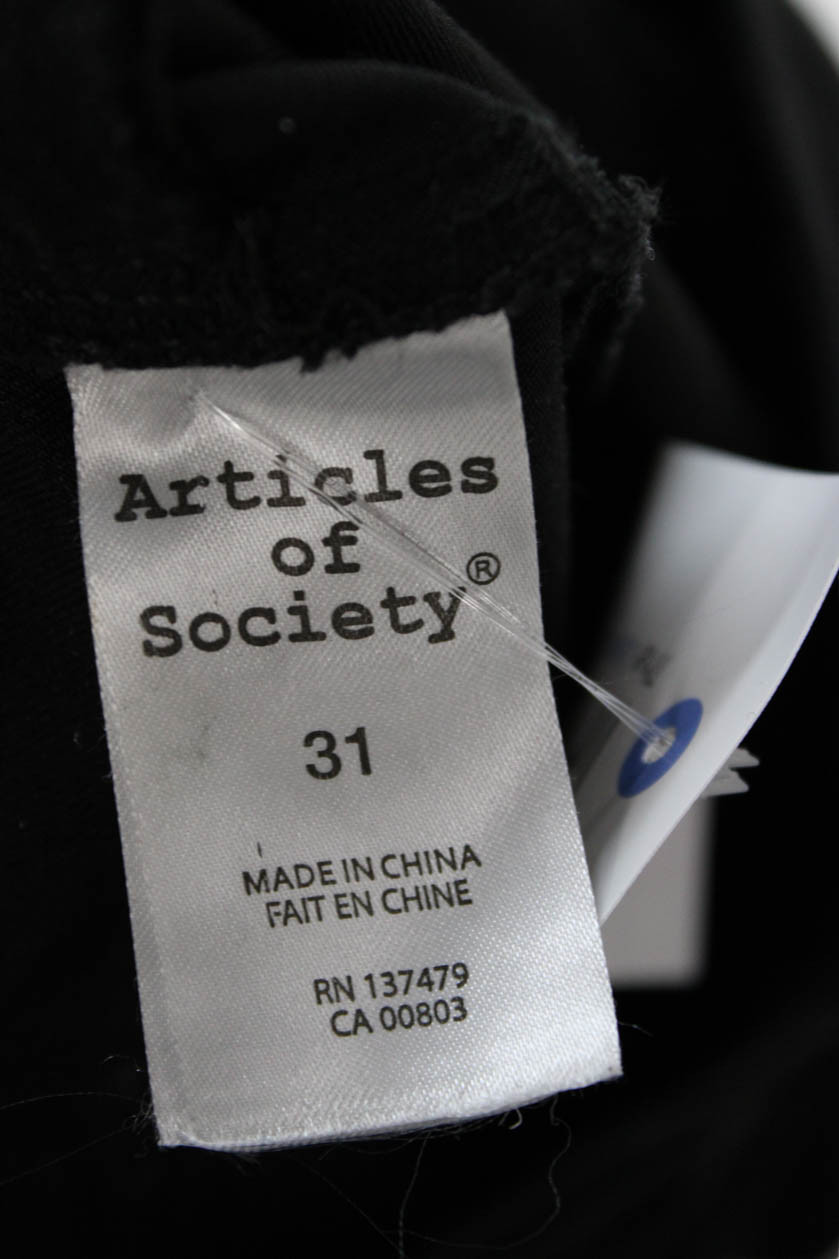 Articles
of
Society®
31
MADE IN CHINA
FAIT EN CHINE
RN 137479
CA 00803